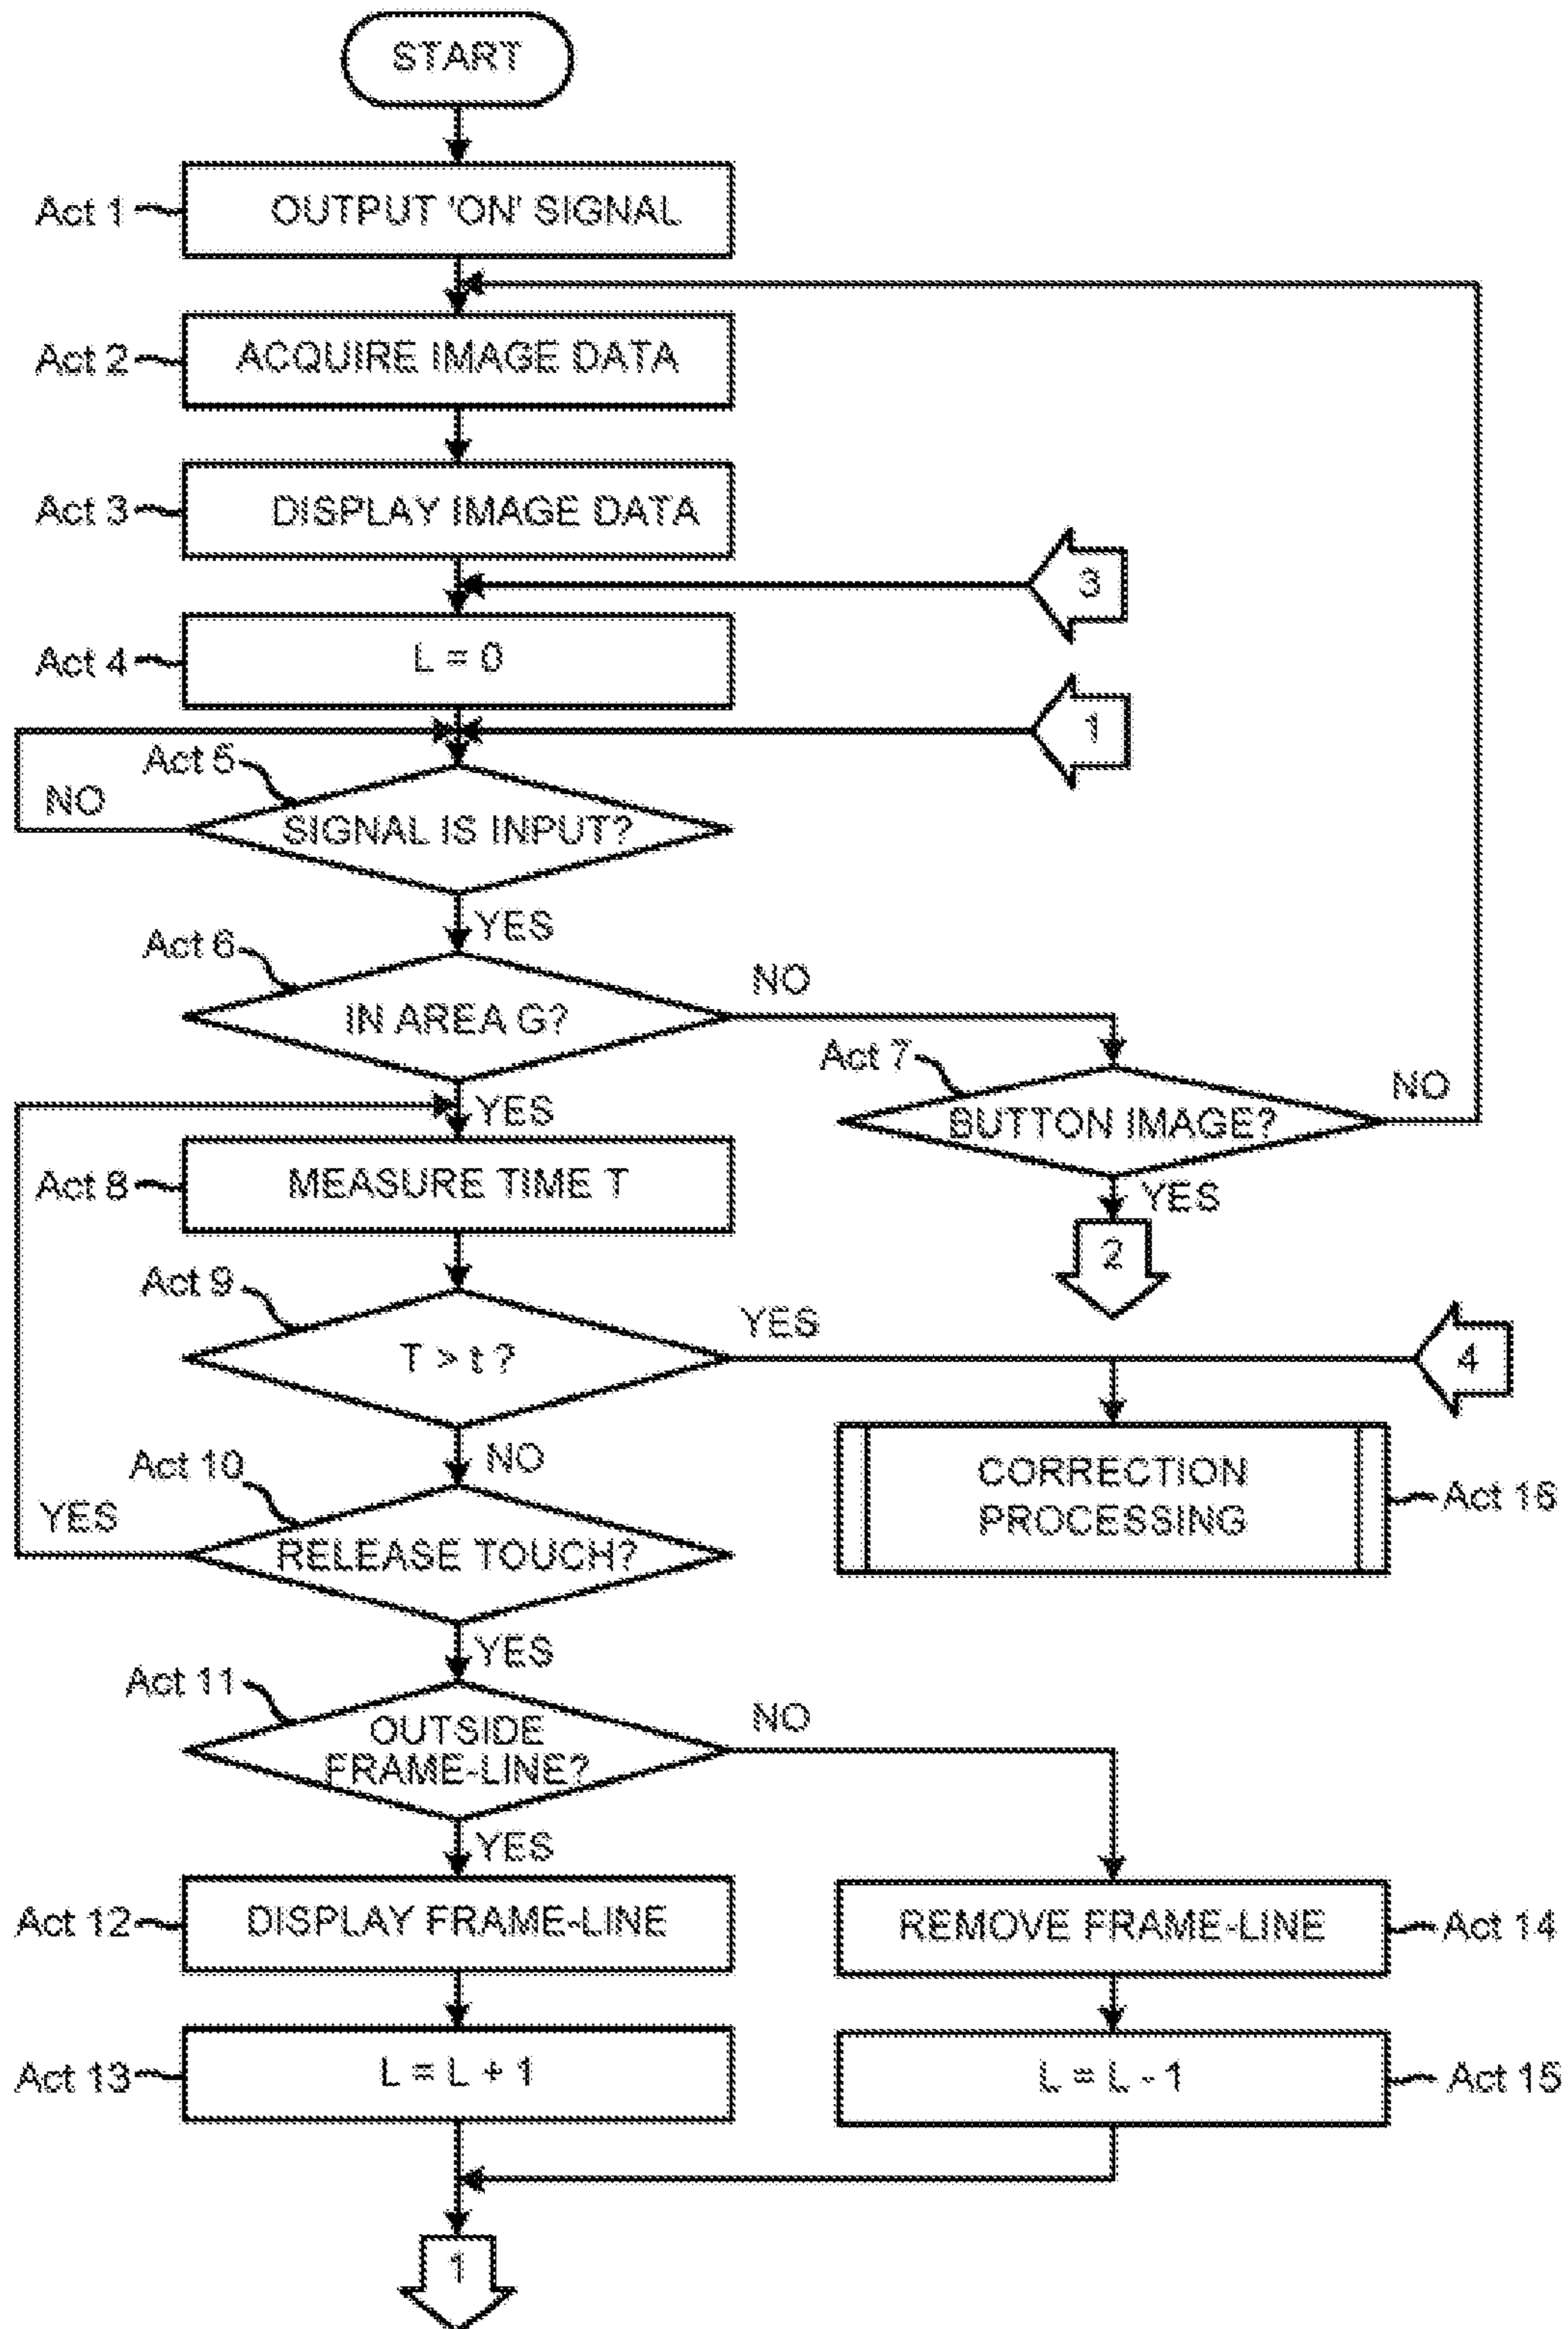 START
Act 1
OUTPUT 'ON' SIGNAL
Act 2
ACQUIRE IMAGE DATA
Act 3
DISPLAY IMAGE DATA
3
Act 4
L = 0
1
Act 5
NO
SIGNAL IS INPUT?
YES
Act 6
NO
IN AREA G?
Act 7
NO
YES
BUTTON IMAGE?
Act 8
MEASURE TIME T
YES
2
Act 9
YES
T > t ?
4
NO
Act 10
CORRECTION
PROCESSING
Act 16
YES
RELEASE TOUCH?
YES
Act 11
NO
OUTSIDE
FRAME-LINE?
YES
Act 12
DISPLAY FRAME-LINE
REMOVE FRAME-LINE
Act 14
Act 13
L = L + 1
L = L - 1
Act 15
1